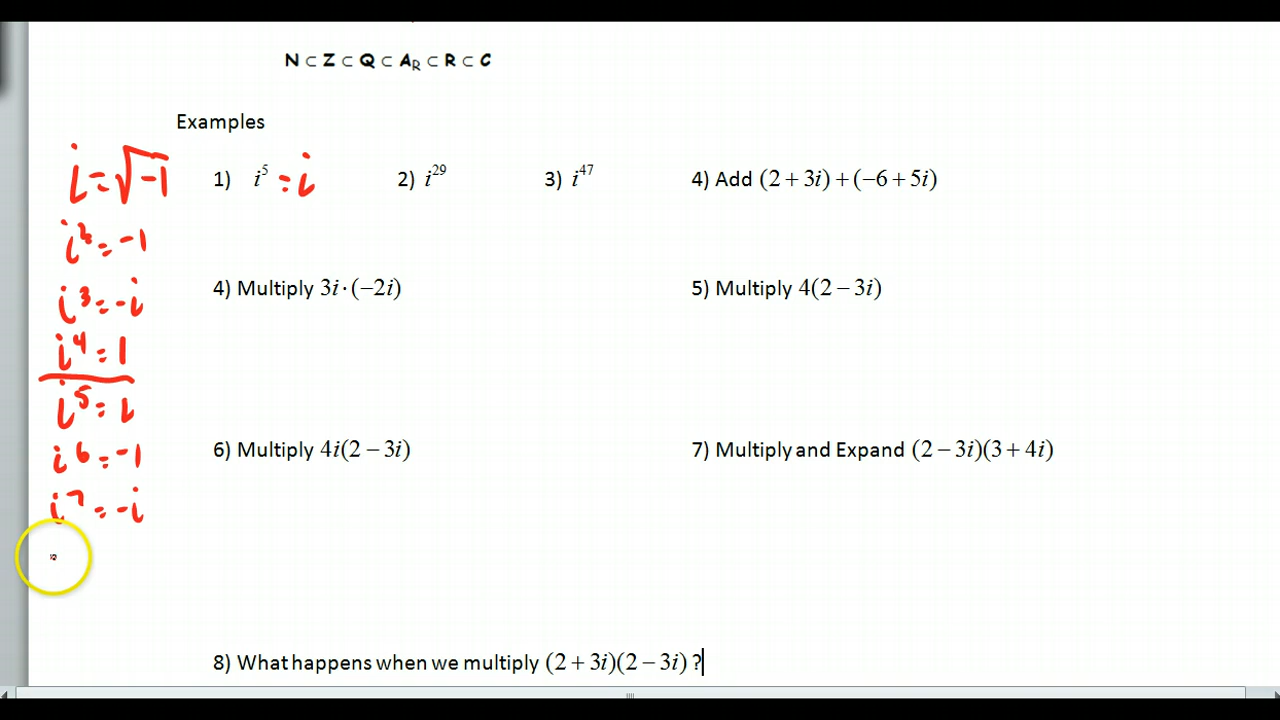 N ⊂ Z ⊂ Q ⊂ A_R ⊂ R ⊂ C
Examples
i = √-1
1) i^5 = i
2) i^29
3) i^47
4) Add (2 + 3i) + (−6 + 5i)
i^2 = -1
i^3 = -i
4) Multiply 3i · (−2i)
5) Multiply 4(2 − 3i)
i^4 = 1
i^5 = i
i^6 = -1
6) Multiply 4i(2 − 3i)
7) Multiply and Expand (2 − 3i)(3 + 4i)
i^7 = -i
8) What happens when we multiply (2 + 3i)(2 − 3i) ?